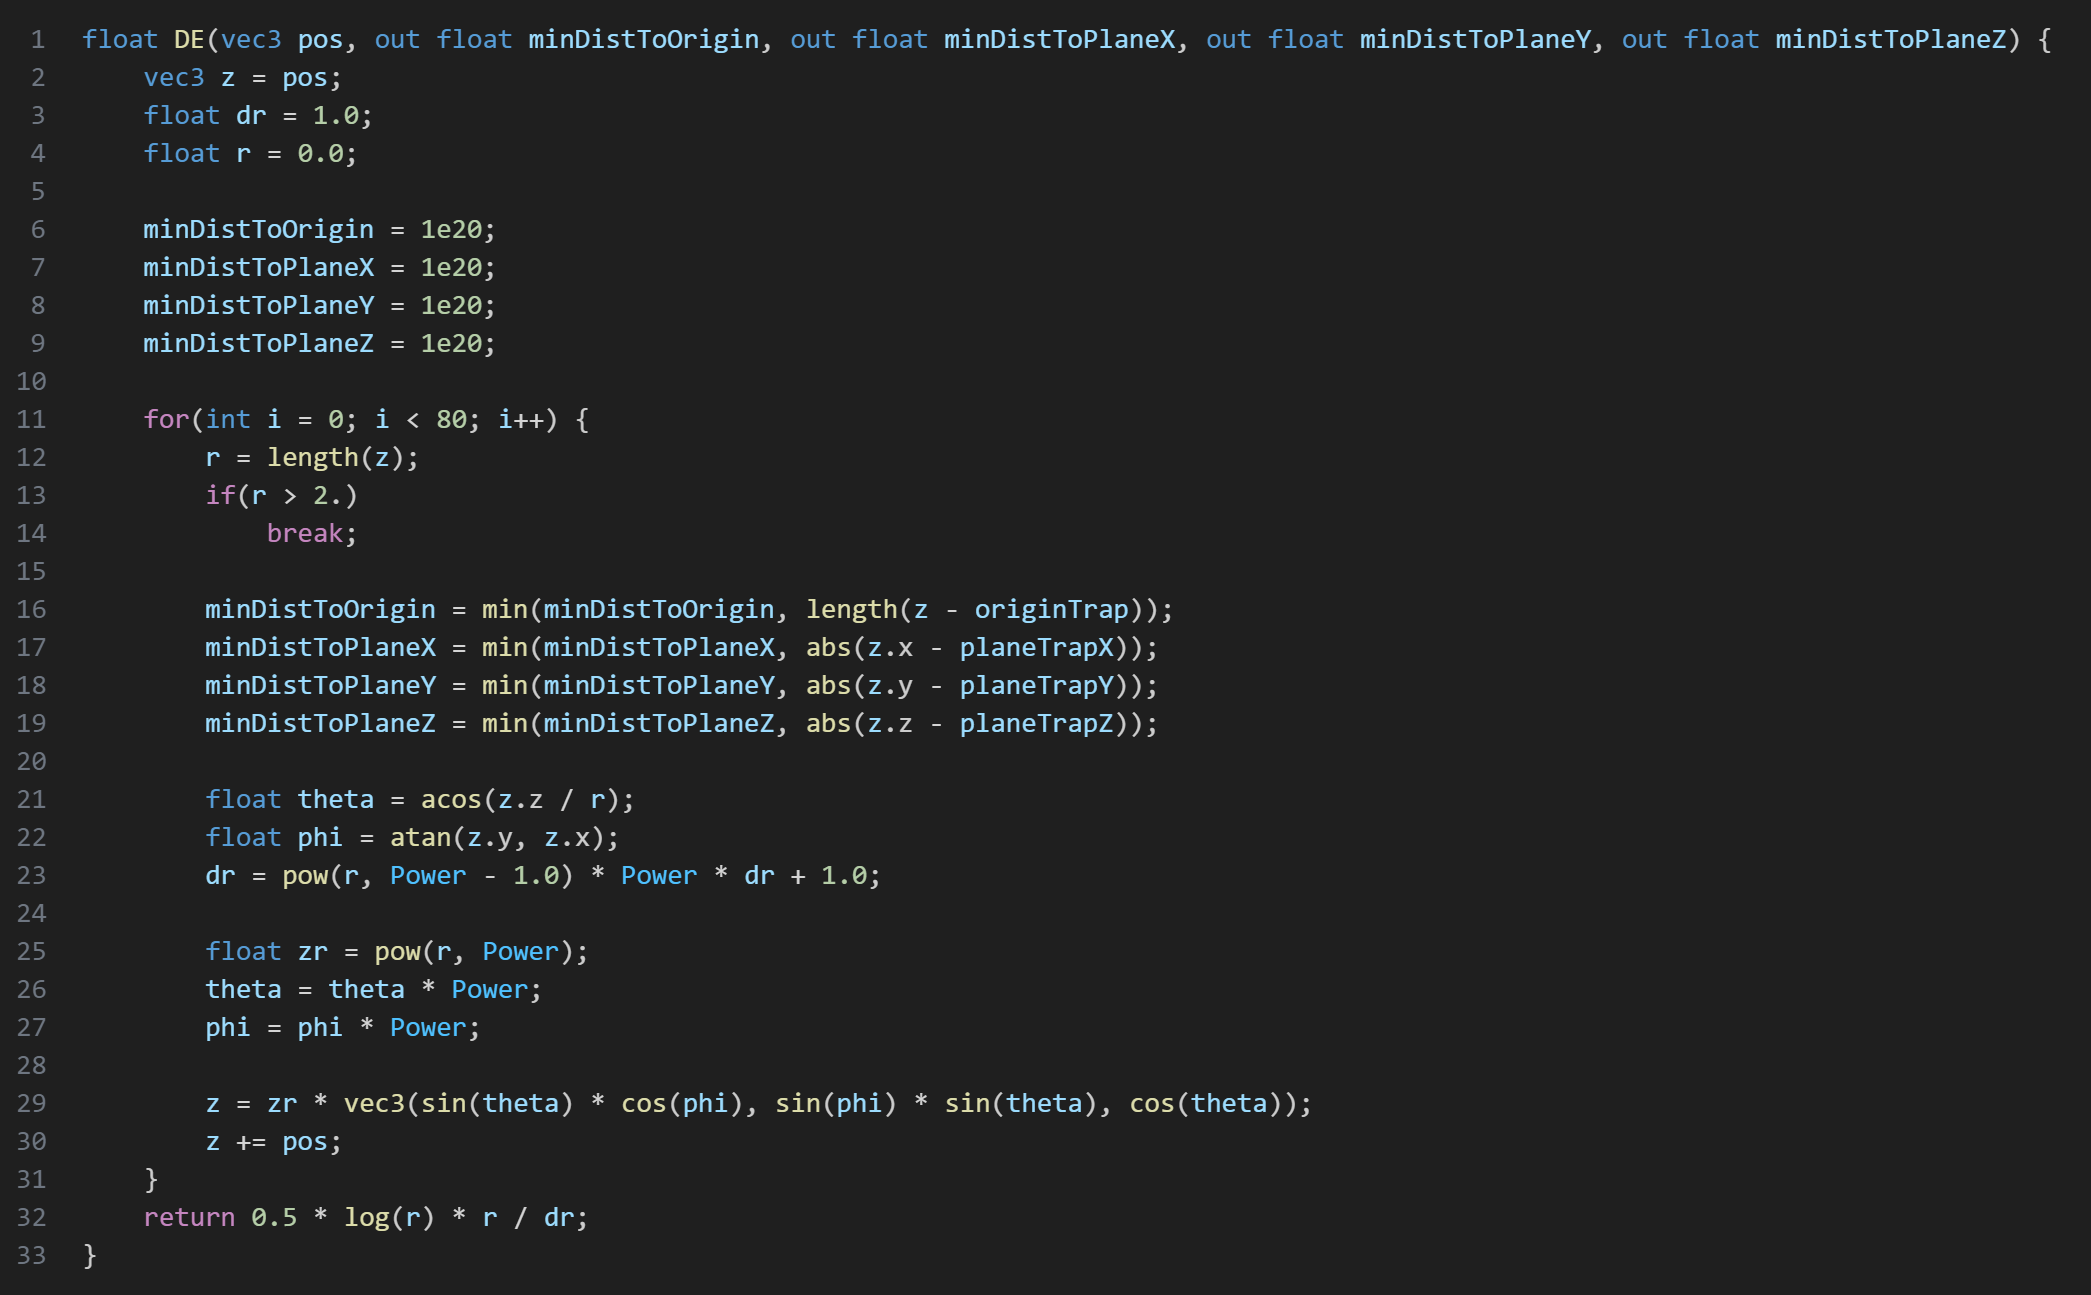 1 float DE(vec3 pos, out float minDistToOrigin, out float minDistToPlaneX, out float minDistToPlaneY, out float minDistToPlaneZ) {
2     vec3 z = pos;
3     float dr = 1.0;
4     float r = 0.0;
5
6     minDistToOrigin = 1e20;
7     minDistToPlaneX = 1e20;
8     minDistToPlaneY = 1e20;
9     minDistToPlaneZ = 1e20;
10
11     for(int i = 0; i < 80; i++) {
12         r = length(z);
13         if(r > 2.)
14             break;
15
16         minDistToOrigin = min(minDistToOrigin, length(z - originTrap));
17         minDistToPlaneX = min(minDistToPlaneX, abs(z.x - planeTrapX));
18         minDistToPlaneY = min(minDistToPlaneY, abs(z.y - planeTrapY));
19         minDistToPlaneZ = min(minDistToPlaneZ, abs(z.z - planeTrapZ));
20
21         float theta = acos(z.z / r);
22         float phi = atan(z.y, z.x);
23         dr = pow(r, Power - 1.0) * Power * dr + 1.0;
24
25         float zr = pow(r, Power);
26         theta = theta * Power;
27         phi = phi * Power;
28
29         z = zr * vec3(sin(theta) * cos(phi), sin(phi) * sin(theta), cos(theta));
30         z += pos;
31     }
32     return 0.5 * log(r) * r / dr;
33 }